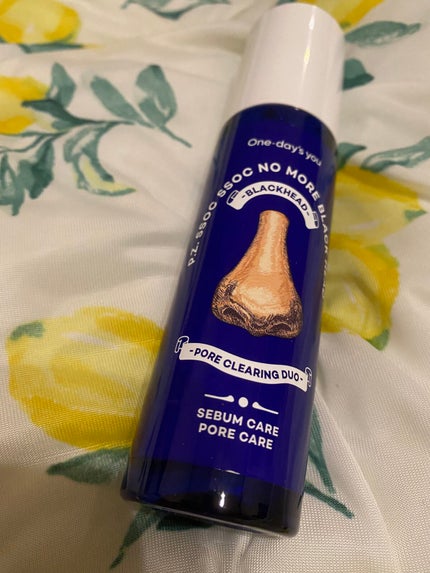 One-day's you
P.Z. SSOC SSOC NO MORE BLACK
-BLACKHEAD-
-PORE CLEARING DUO-
SEBUM CARE
PORE CARE